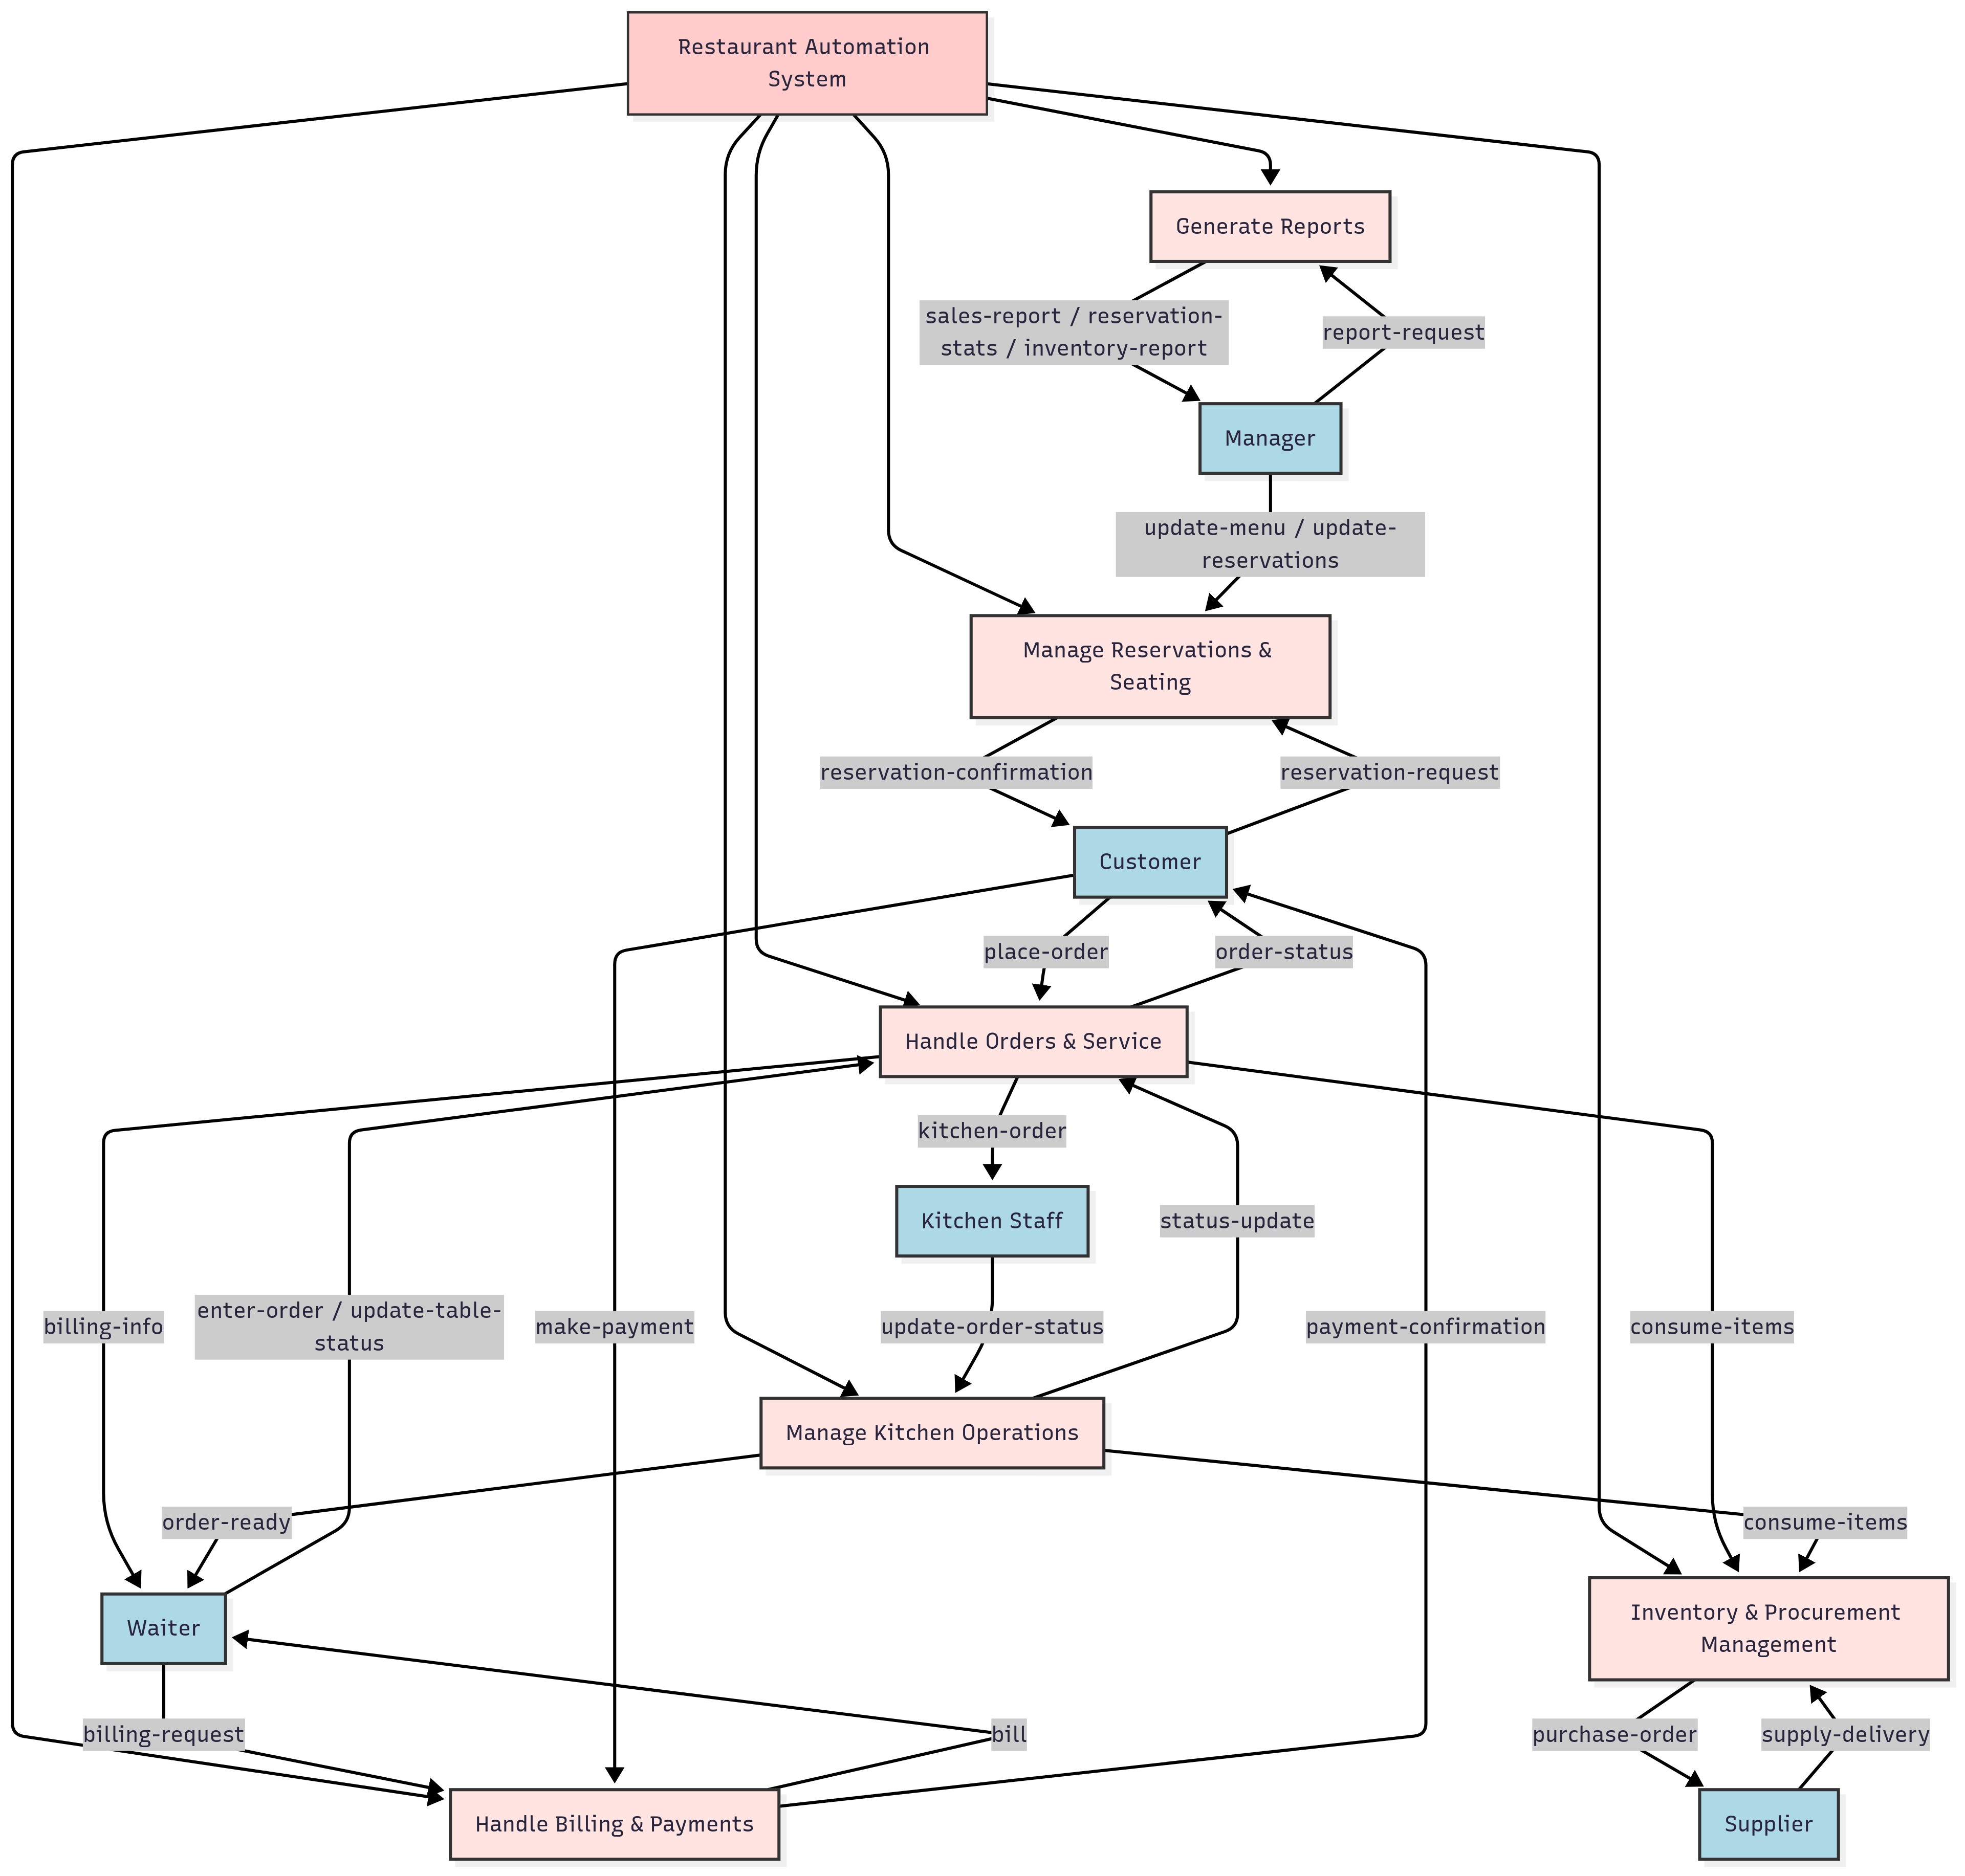 Restaurant Automation
System
Generate Reports
sales-report / reservation-
stats / inventory-report
report-request
Manager
update-menu / update-
reservations
Manage Reservations &
Seating
reservation-confirmation
reservation-request
Customer
place-order
order-status
Handle Orders & Service
kitchen-order
Kitchen Staff
status-update
billing-info
enter-order / update-table-
status
make-payment
update-order-status
payment-confirmation
consume-items
Manage Kitchen Operations
order-ready
consume-items
Waiter
Inventory & Procurement
Management
billing-request
bill
purchase-order
supply-delivery
Handle Billing & Payments
Supplier